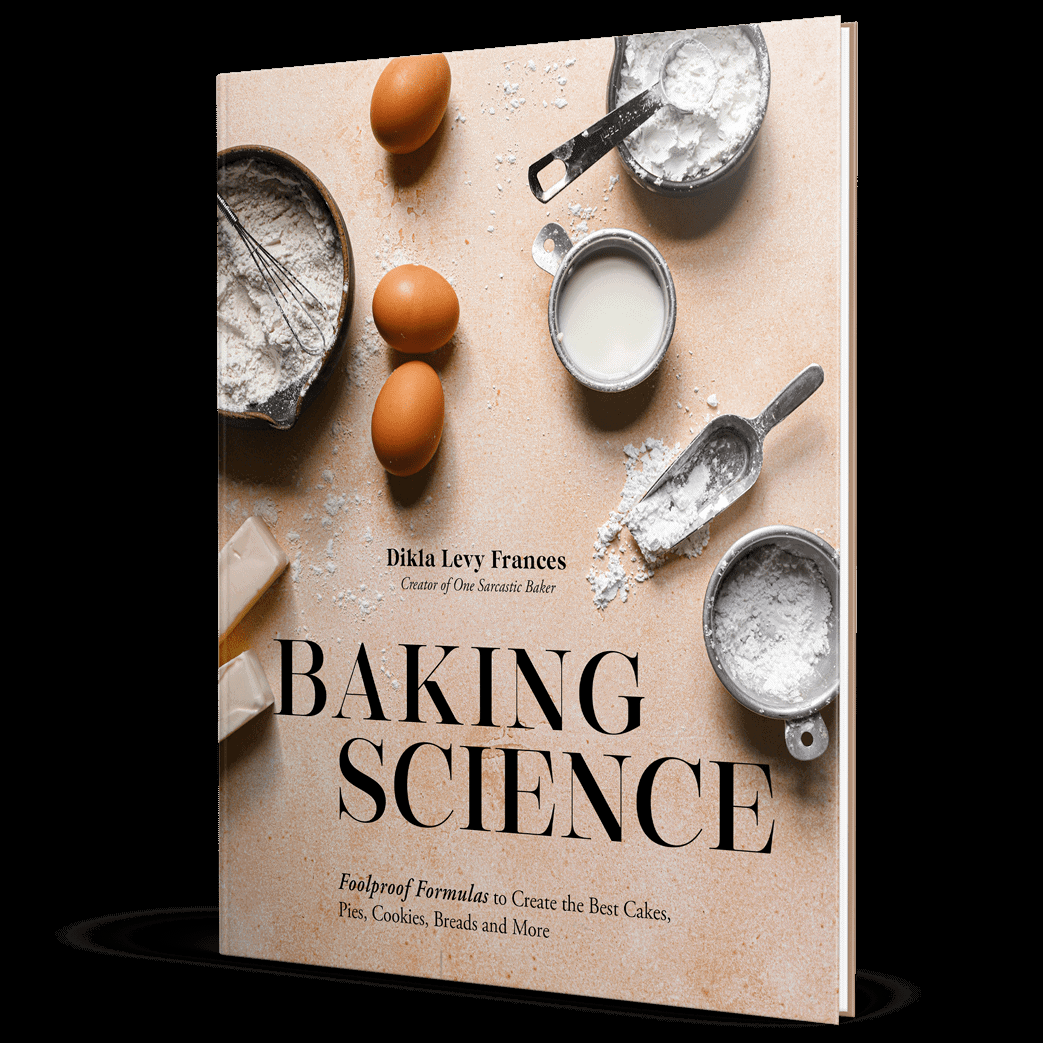 Dikla Levy Frances
Creator of One Sarcastic Baker
BAKING
SCIENCE
Foolproof Formulas to Create the Best Cakes,
Pies, Cookies, Breads and More